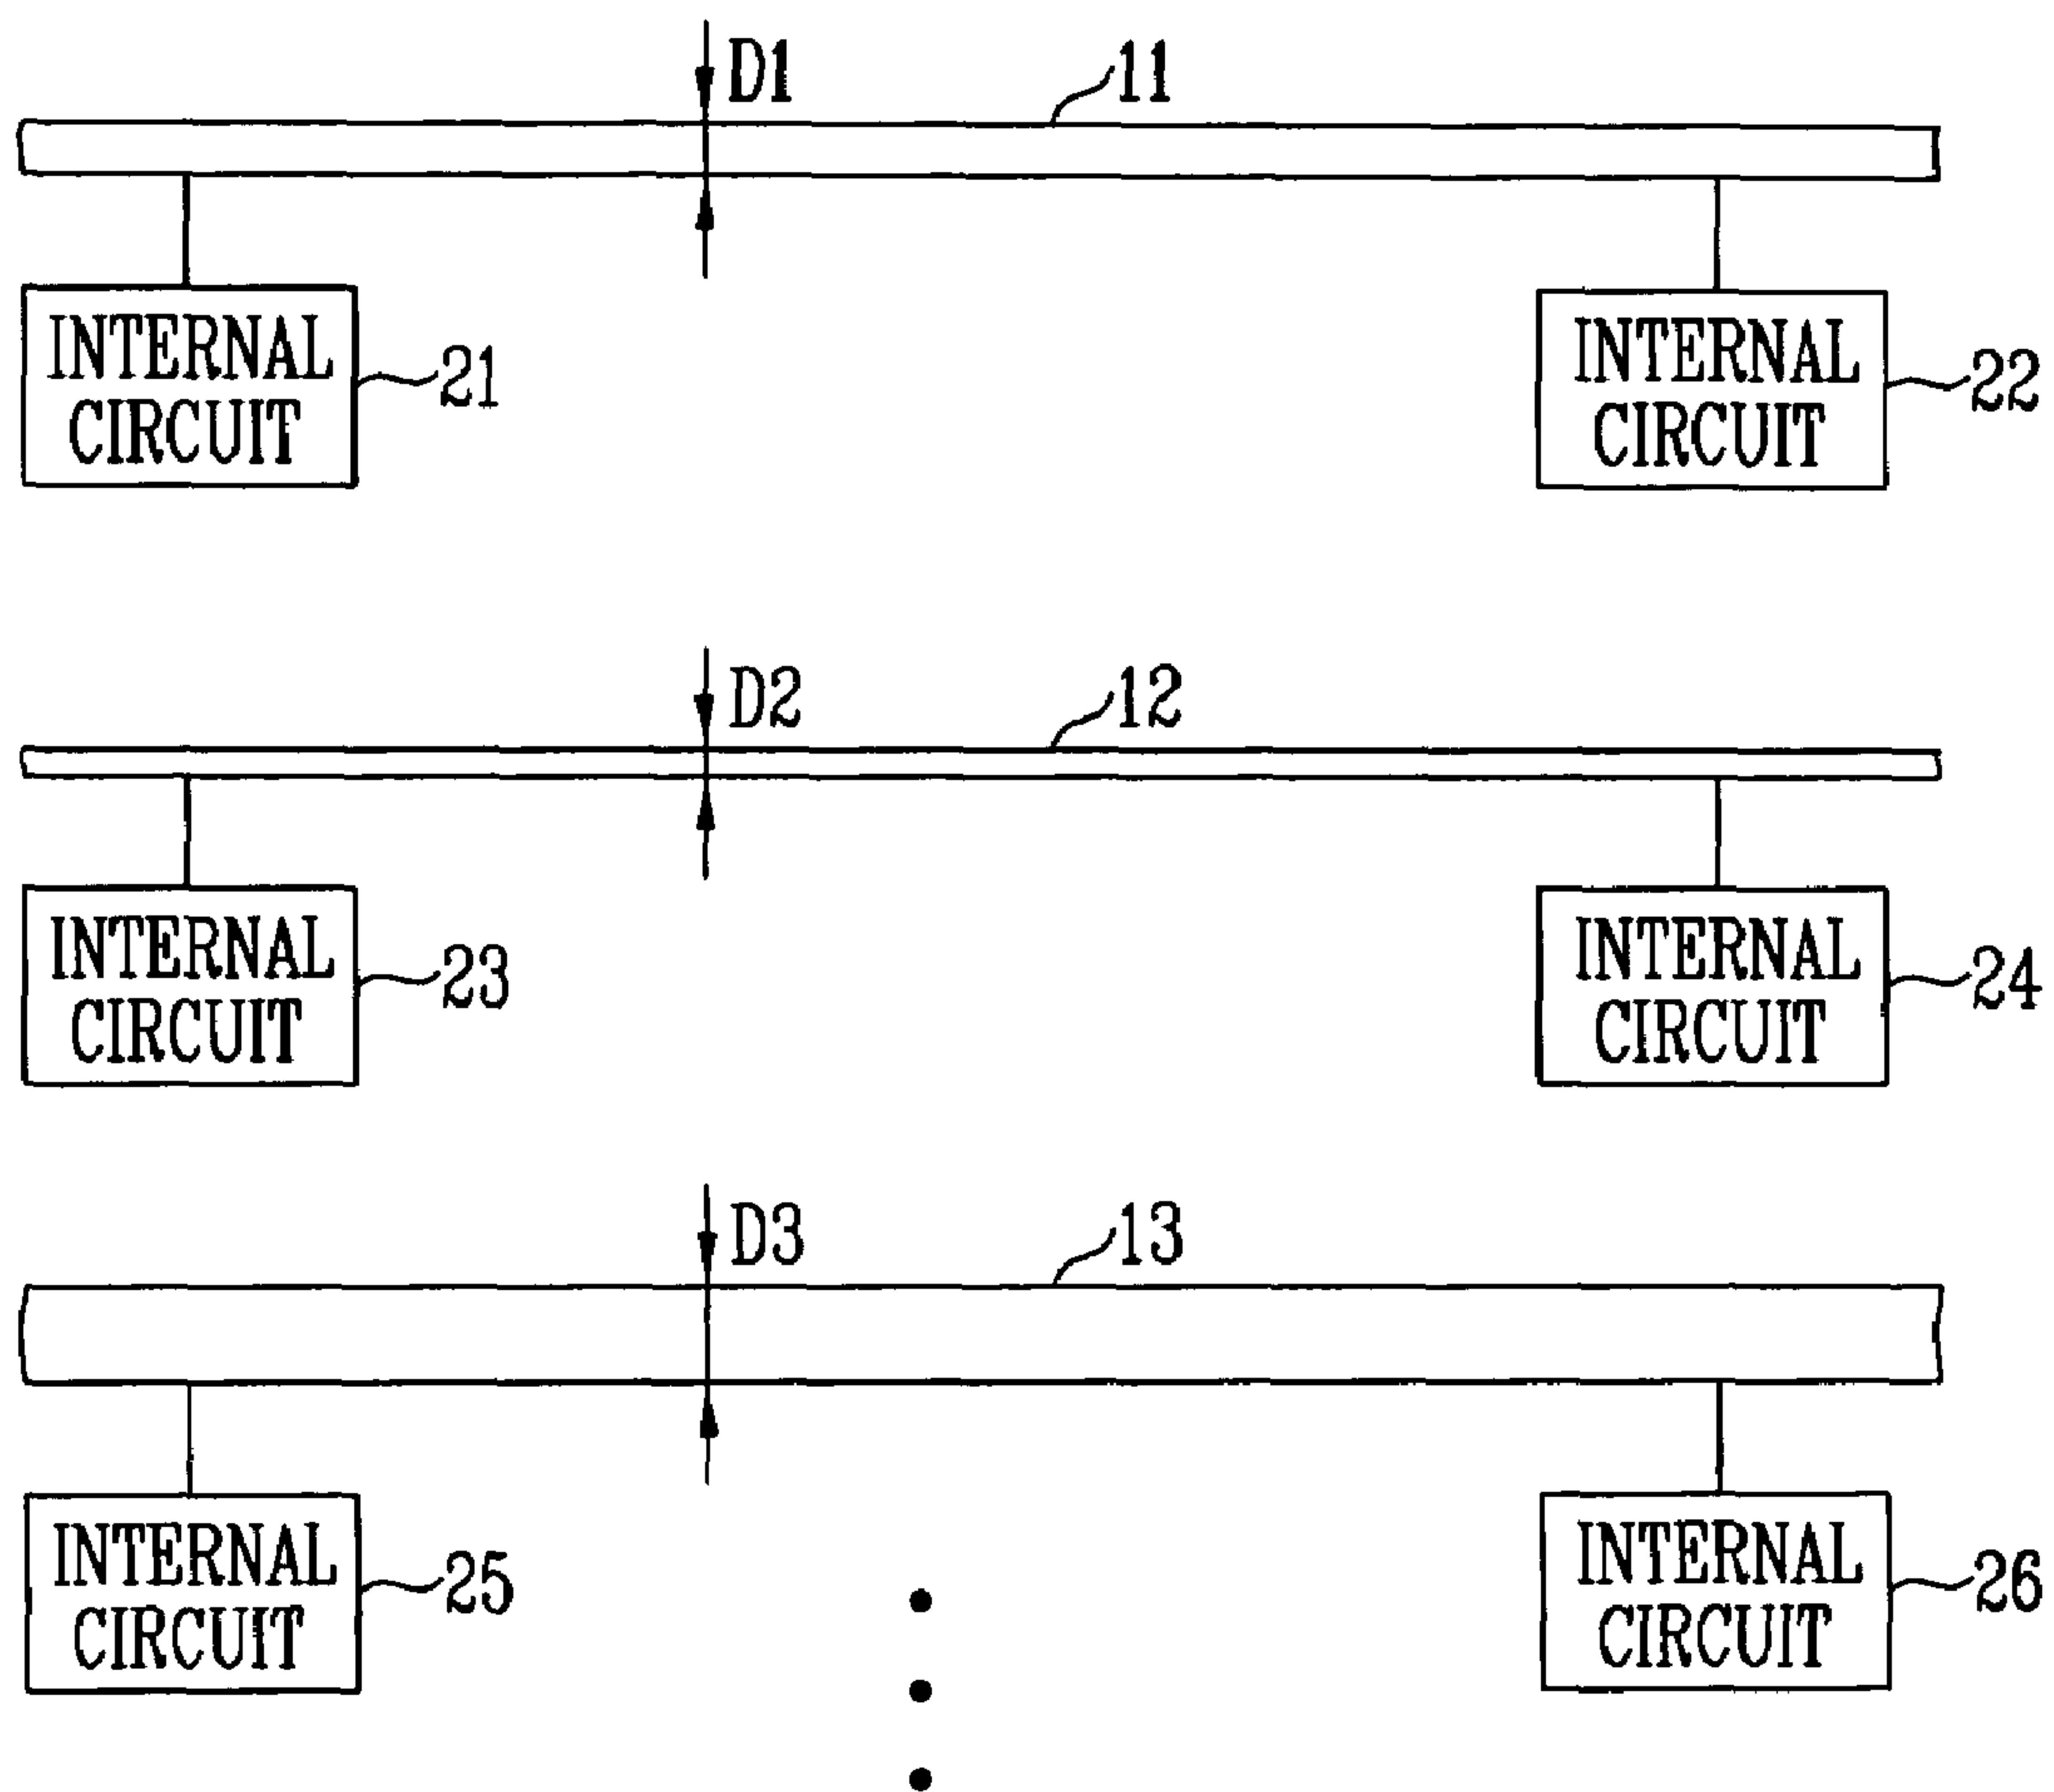 D1
11
INTERNAL
CIRCUIT
21
INTERNAL
CIRCUIT
22
D2
12
INTERNAL
CIRCUIT
23
INTERNAL
CIRCUIT
24
D3
13
INTERNAL
CIRCUIT
25
INTERNAL
CIRCUIT
26